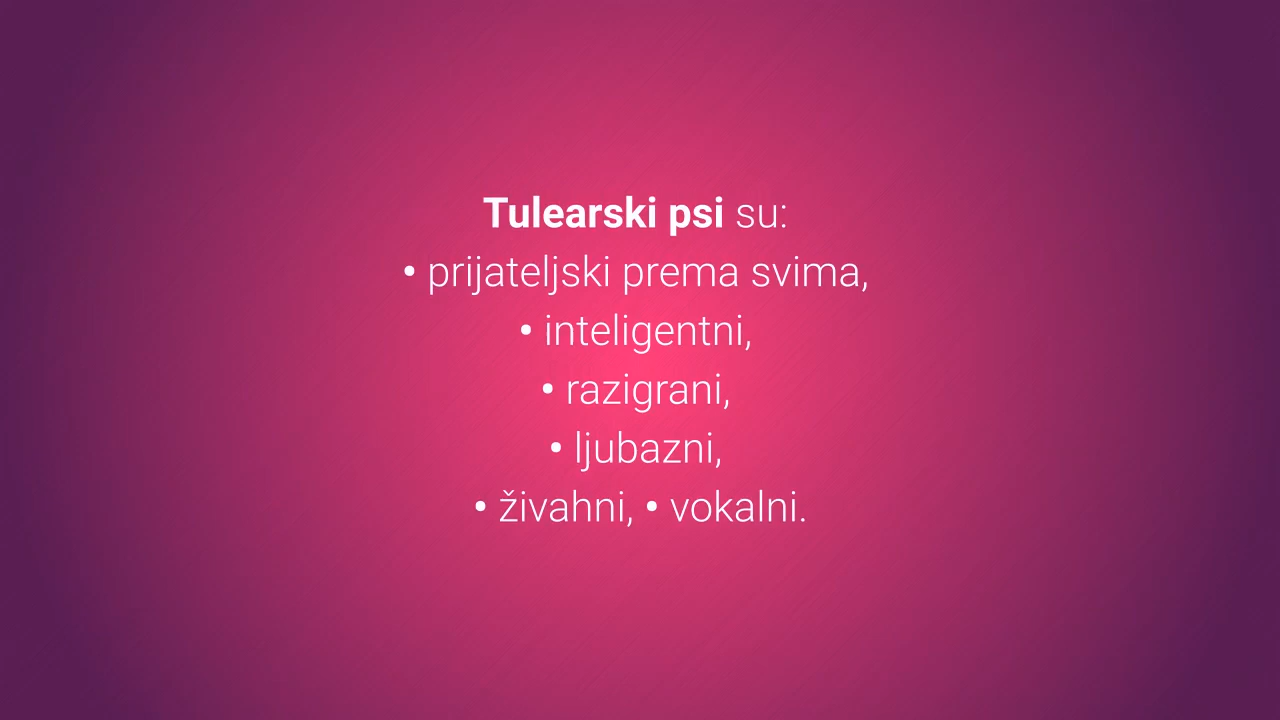 Tulearski psi su:
• prijateljski prema svima,
• inteligentni,
• razigrani,
• ljubazni,
• živahni, • vokalni.